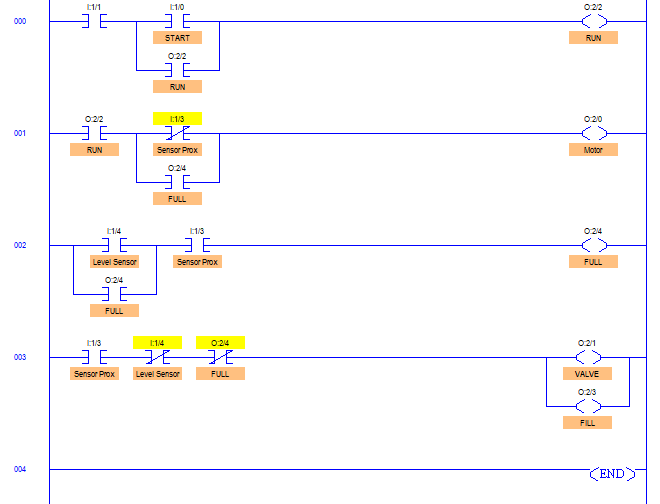 000
I:1/1 I:1/0 O:2/2
START RUN
O:2/2
RUN
001
O:2/2 I:1/3 O:2/0
RUN Sensor Prox Motor
O:2/4
FULL
002
I:1/4 I:1/3 O:2/4
Level Sensor Sensor Prox FULL
O:2/4
FULL
003
I:1/3 I:1/4 O:2/4 O:2/1
Sensor Prox Level Sensor FULL VALVE
O:2/3
FILL
004
END